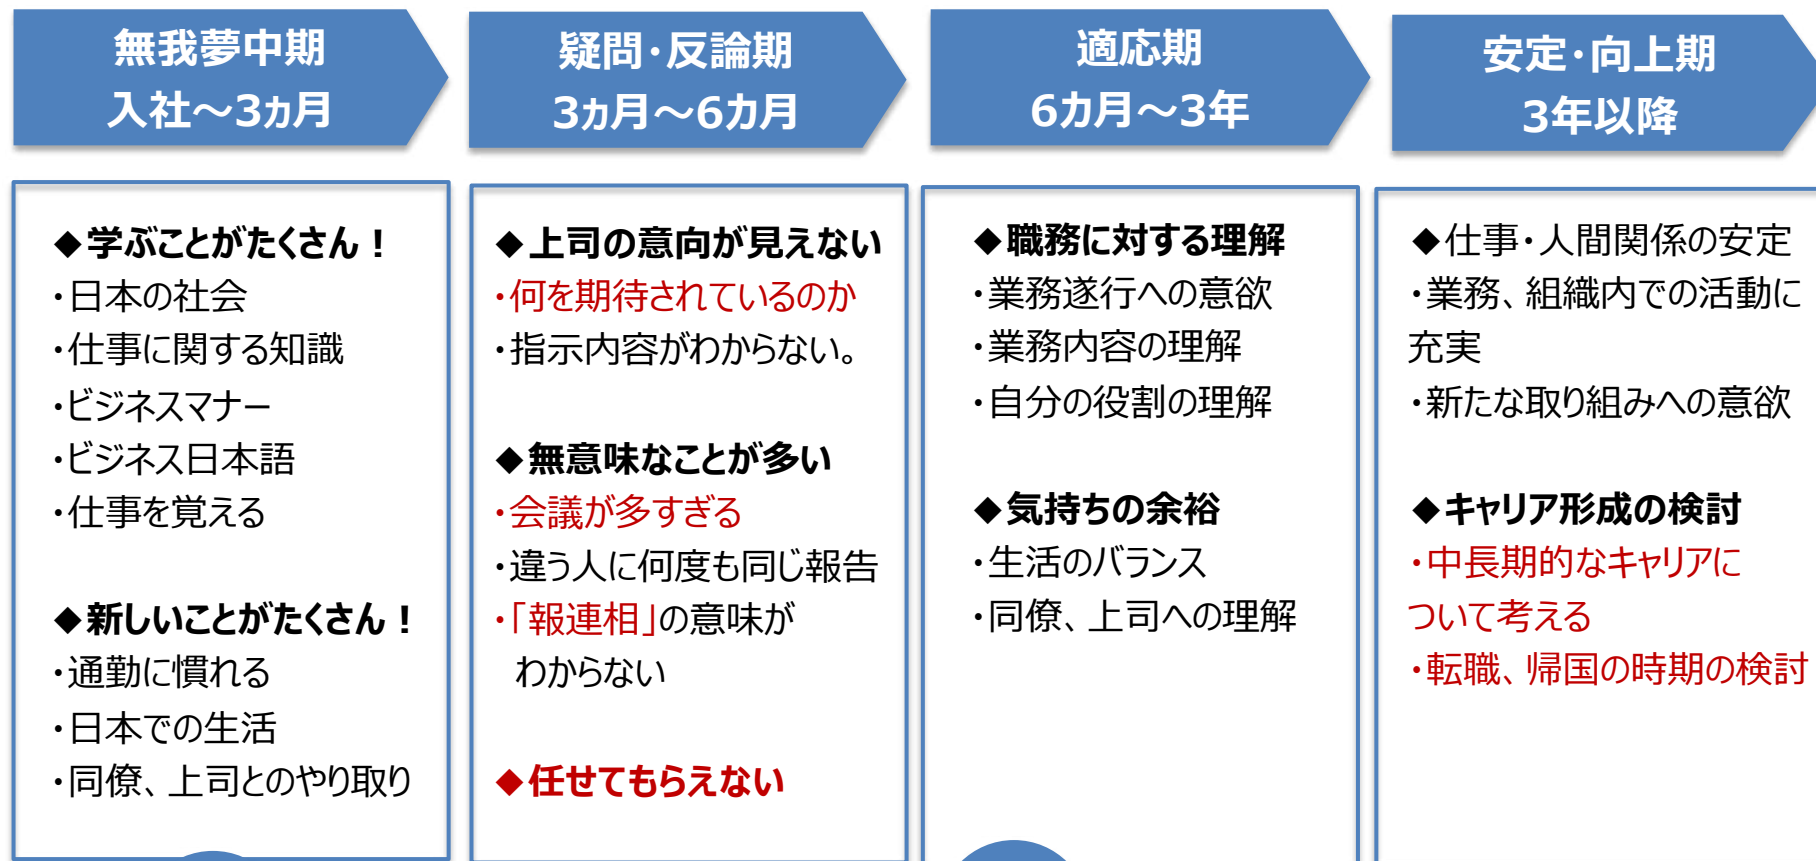 無我夢中期
入社～3ヵ月
疑問・反論期
3ヵ月～6カ月
適応期
6カ月～3年
安定・向上期
3年以降
◆学ぶことがたくさん！
・日本の社会
・仕事に関する知識
・ビジネスマナー
・ビジネス日本語
・仕事を覚える
◆新しいことがたくさん！
・通勤に慣れる
・日本での生活
・同僚、上司とのやり取り
◆上司の意向が見えない
・何を期待されているのか
・指示内容がわからない。
◆無意味なことが多い
・会議が多すぎる
・違う人に何度も同じ報告
・「報連相」の意味が
わからない
◆任せてもらえない
◆職務に対する理解
・業務遂行への意欲
・業務内容の理解
・自分の役割の理解
◆気持ちの余裕
・生活のバランス
・同僚、上司への理解
◆仕事・人間関係の安定
・業務、組織内での活動に
充実
・新たな取り組みへの意欲
◆キャリア形成の検討
・中長期的なキャリアに
ついて考える
・転職、帰国の時期の検討